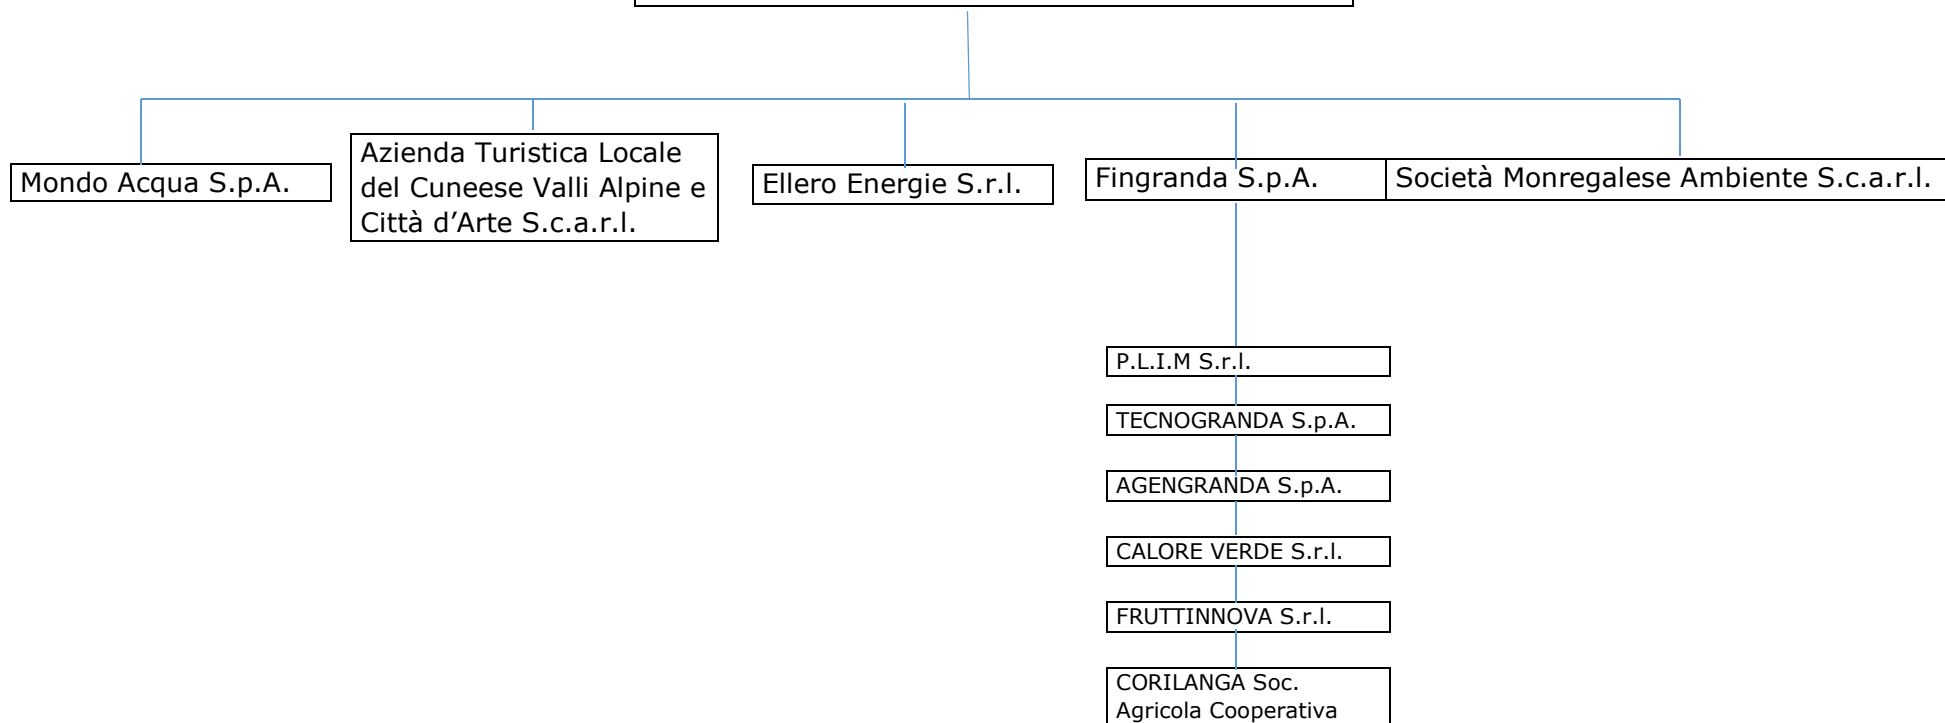 Mondo Acqua S.p.A.
Azienda Turistica Locale
del Cuneese Valli Alpine e
Città d’Arte S.c.a.r.l.
Ellero Energie S.r.l.
Fingranda S.p.A.
Società Monregalese Ambiente S.c.a.r.l.
P.L.I.M S.r.l.
TECNOGRANDA S.p.A.
AGENGRANDA S.p.A.
CALORE VERDE S.r.l.
FRUTTINNOVA S.r.l.
CORILANGA Soc.
Agricola Cooperativa